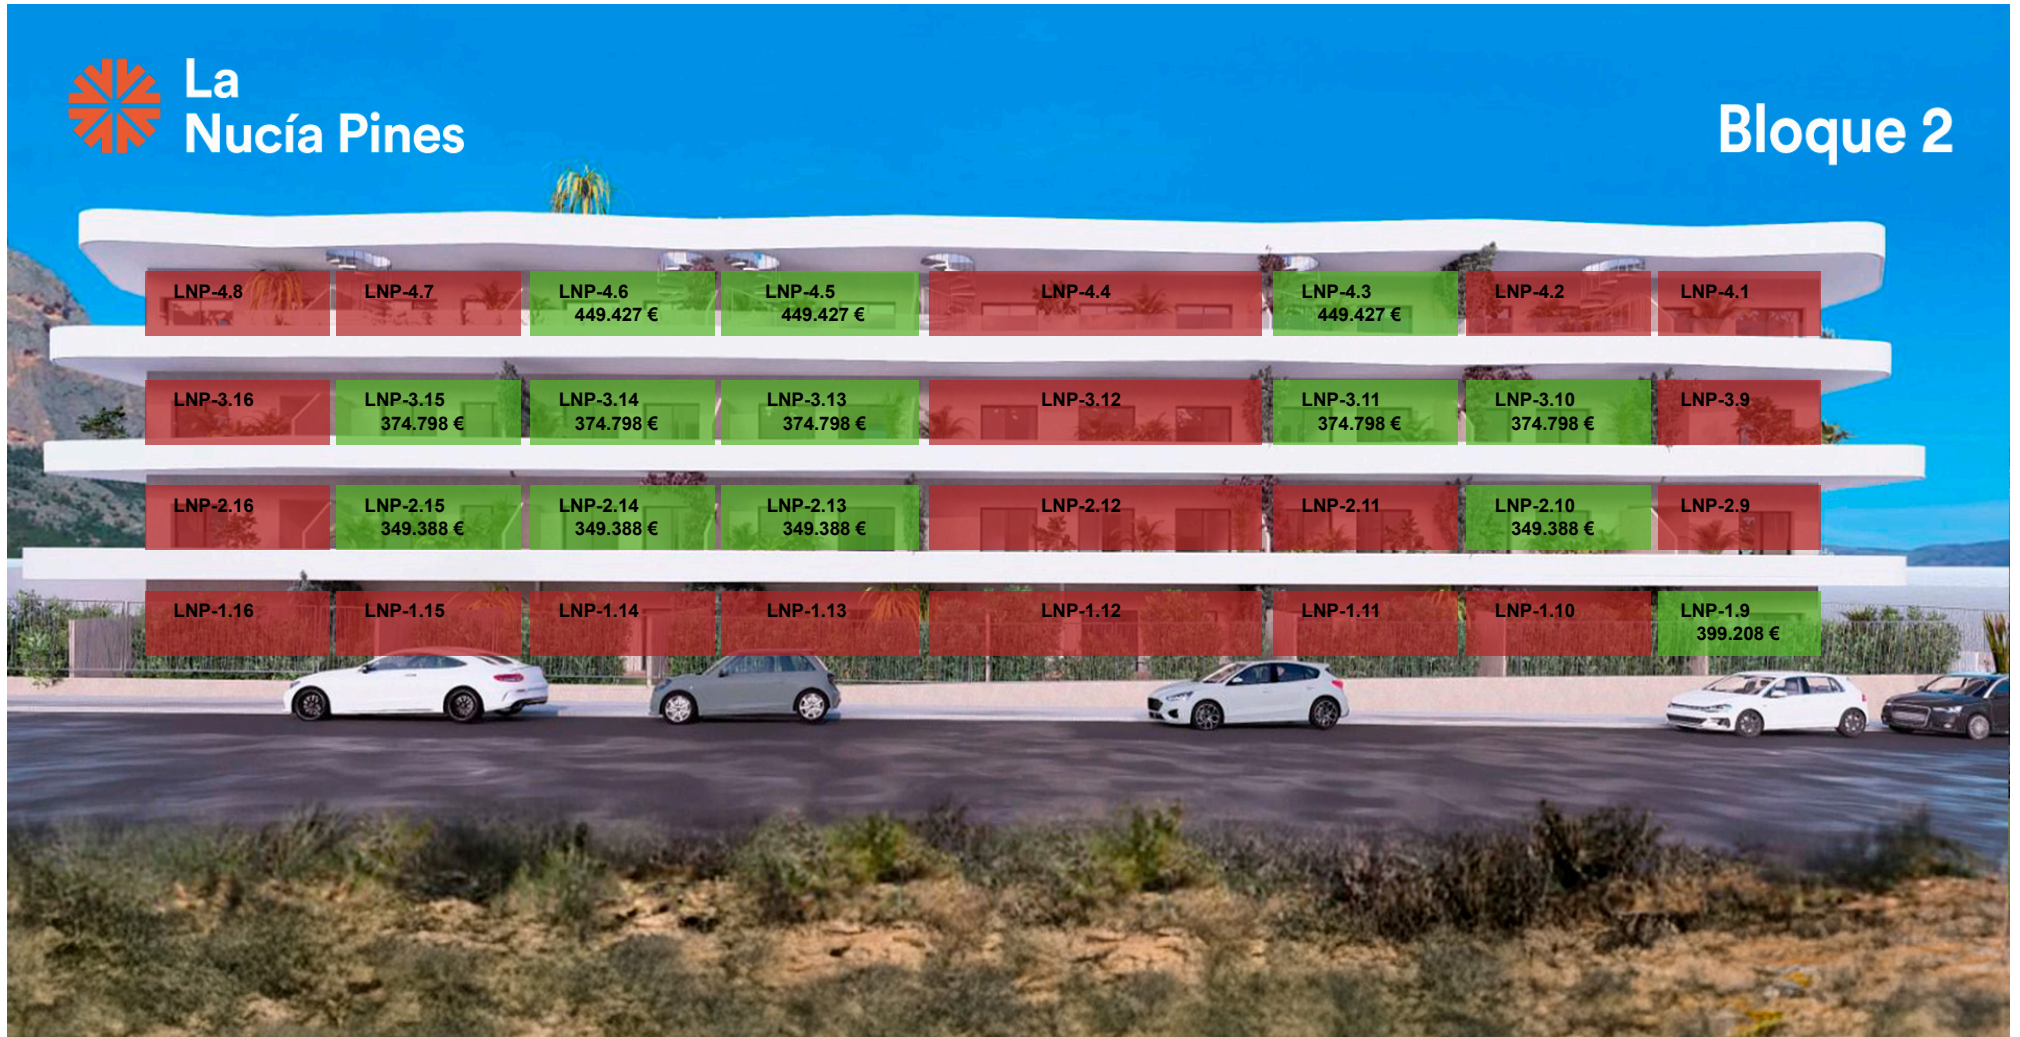 La
Nucía Pines
Bloque 2
LNP-4.8
LNP-4.7
LNP-4.6
449.427 €
LNP-4.5
449.427 €
LNP-4.4
LNP-4.3
449.427 €
LNP-4.2
LNP-4.1
LNP-3.16
LNP-3.15
374.798 €
LNP-3.14
374.798 €
LNP-3.13
374.798 €
LNP-3.12
LNP-3.11
374.798 €
LNP-3.10
374.798 €
LNP-3.9
LNP-2.16
LNP-2.15
349.388 €
LNP-2.14
349.388 €
LNP-2.13
349.388 €
LNP-2.12
LNP-2.11
LNP-2.10
349.388 €
LNP-2.9
LNP-1.16
LNP-1.15
LNP-1.14
LNP-1.13
LNP-1.12
LNP-1.11
LNP-1.10
LNP-1.9
399.208 €